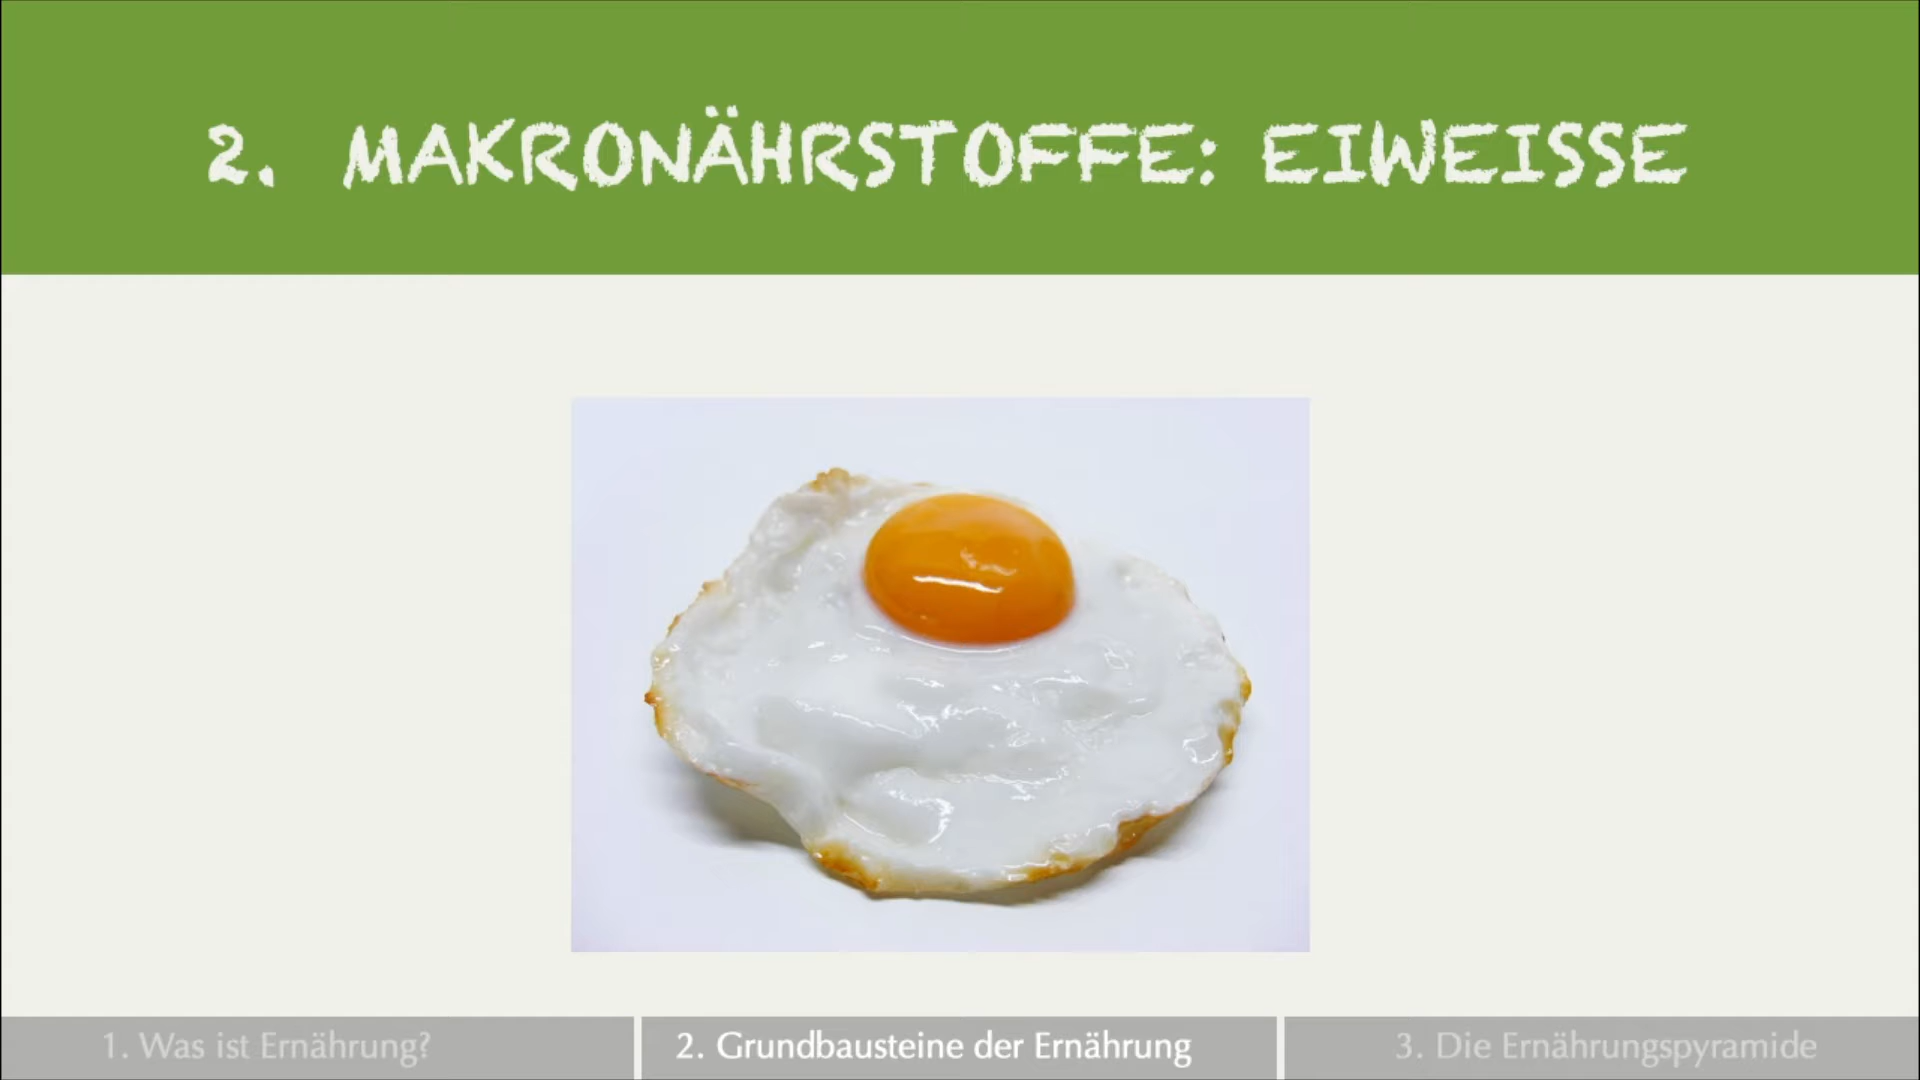 2. MAKRONÄHRSTOFFE: EIWEISSE
1. Was ist Ernährung?
2. Grundbausteine der Ernährung
3. Die Ernährungspyramide